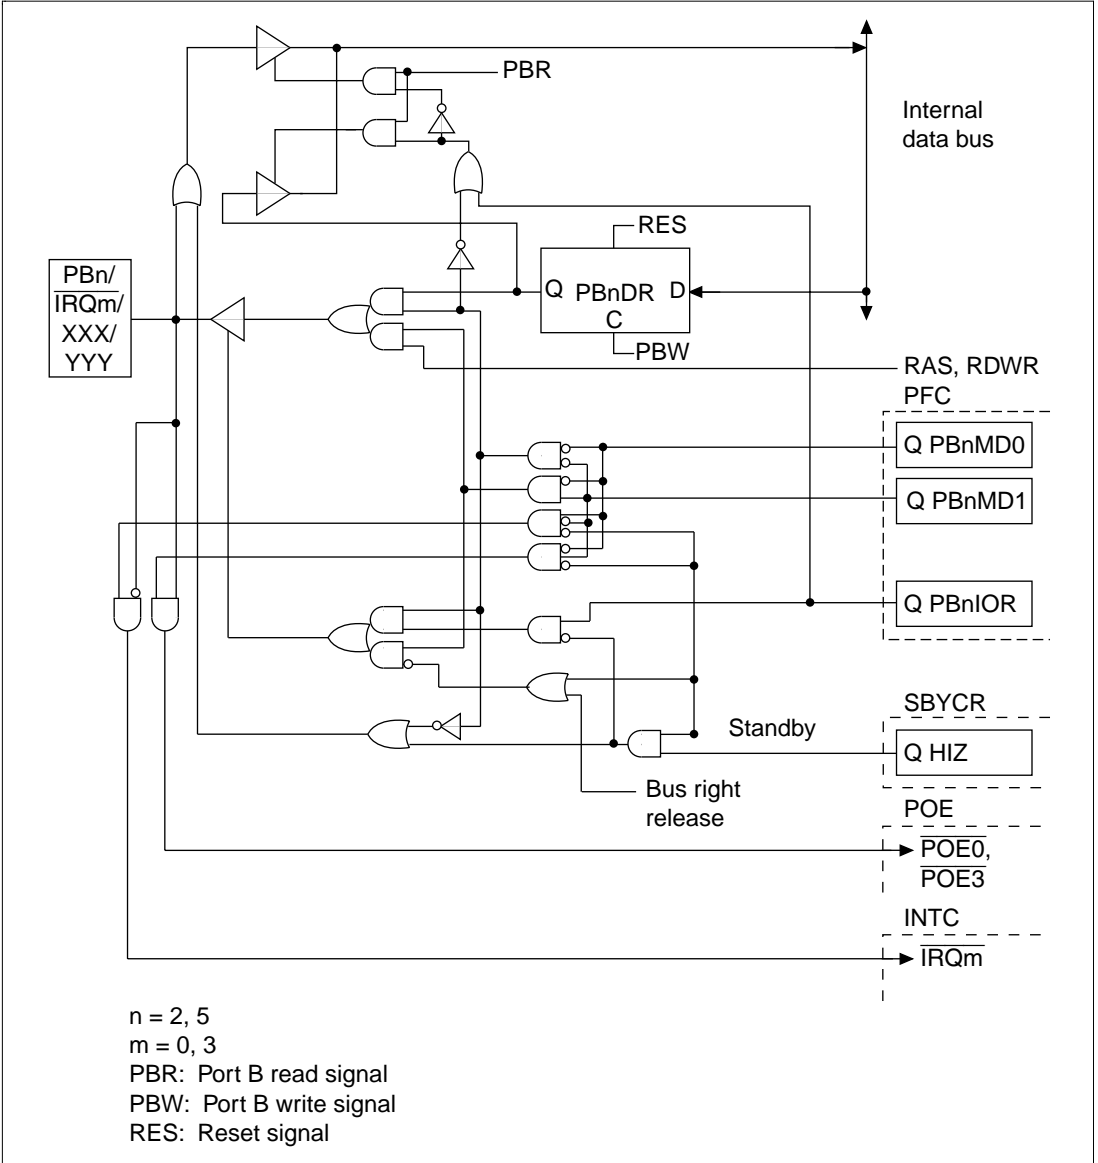 PBR
Internal
data bus
RES
PBn/
IRQm/
XXX/
YYY
Q PBnDR D
C
PBW
RAS, RDWR
PFC
Q PBnMD0
Q PBnMD1
Q PBnIOR
SBYCR
Standby
Q HIZ
Bus right
release
POE
POE0,
POE3
INTC
IRQm
n = 2, 5
m = 0, 3
PBR: Port B read signal
PBW: Port B write signal
RES: Reset signal